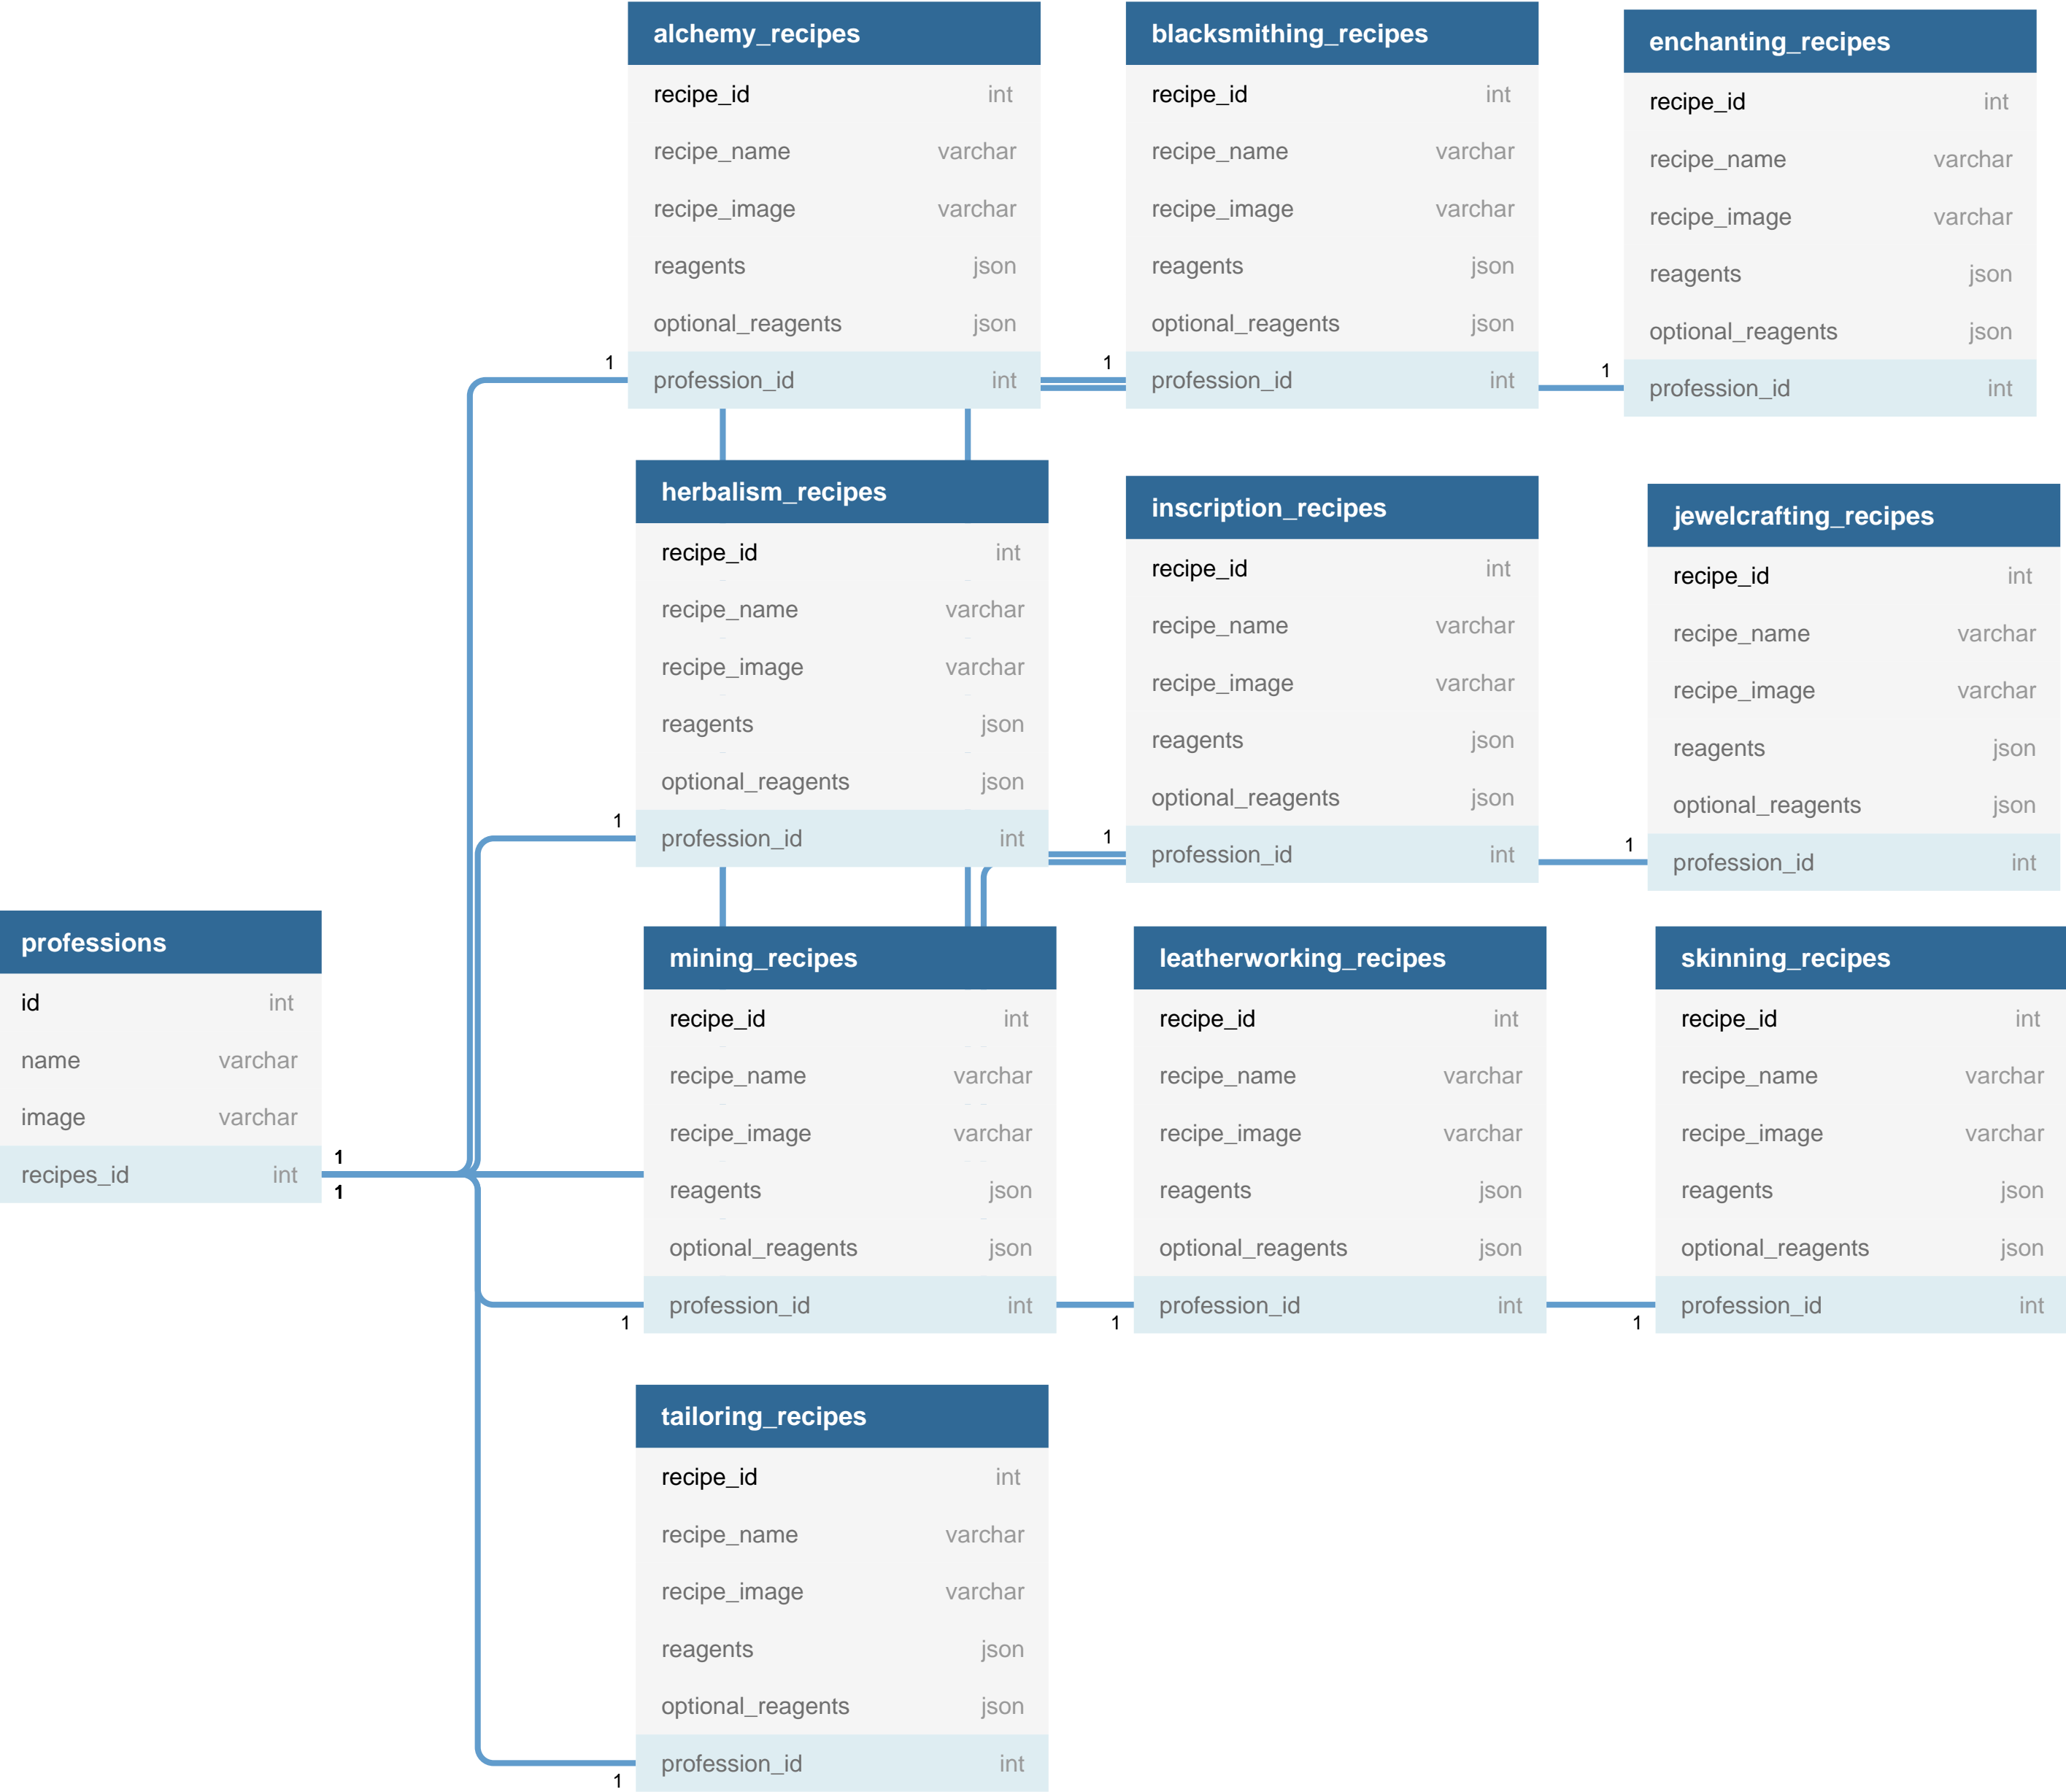 alchemy_recipes
recipe_id int
recipe_name varchar
recipe_image varchar
reagents json
optional_reagents json
1
profession_id int
blacksmithing_recipes
recipe_id int
recipe_name varchar
recipe_image varchar
reagents json
optional_reagents json
1
profession_id int
enchanting_recipes
recipe_id int
recipe_name varchar
recipe_image varchar
reagents json
optional_reagents json
1
profession_id int
herbalism_recipes
recipe_id int
recipe_name varchar
recipe_image varchar
reagents json
optional_reagents json
1
profession_id int
inscription_recipes
recipe_id int
recipe_name varchar
recipe_image varchar
reagents json
optional_reagents json
1
profession_id int
jewelcrafting_recipes
recipe_id int
recipe_name varchar
recipe_image varchar
reagents json
optional_reagents json
1
profession_id int
professions
id int
name varchar
image varchar
1
recipes_id int
1
mining_recipes
recipe_id int
recipe_name varchar
recipe_image varchar
reagents json
optional_reagents json
profession_id int
1
leatherworking_recipes
recipe_id int
recipe_name varchar
recipe_image varchar
reagents json
optional_reagents json
profession_id int
1
skinning_recipes
recipe_id int
recipe_name varchar
recipe_image varchar
reagents json
optional_reagents json
profession_id int
1
tailoring_recipes
recipe_id int
recipe_name varchar
recipe_image varchar
reagents json
optional_reagents json
profession_id int
1